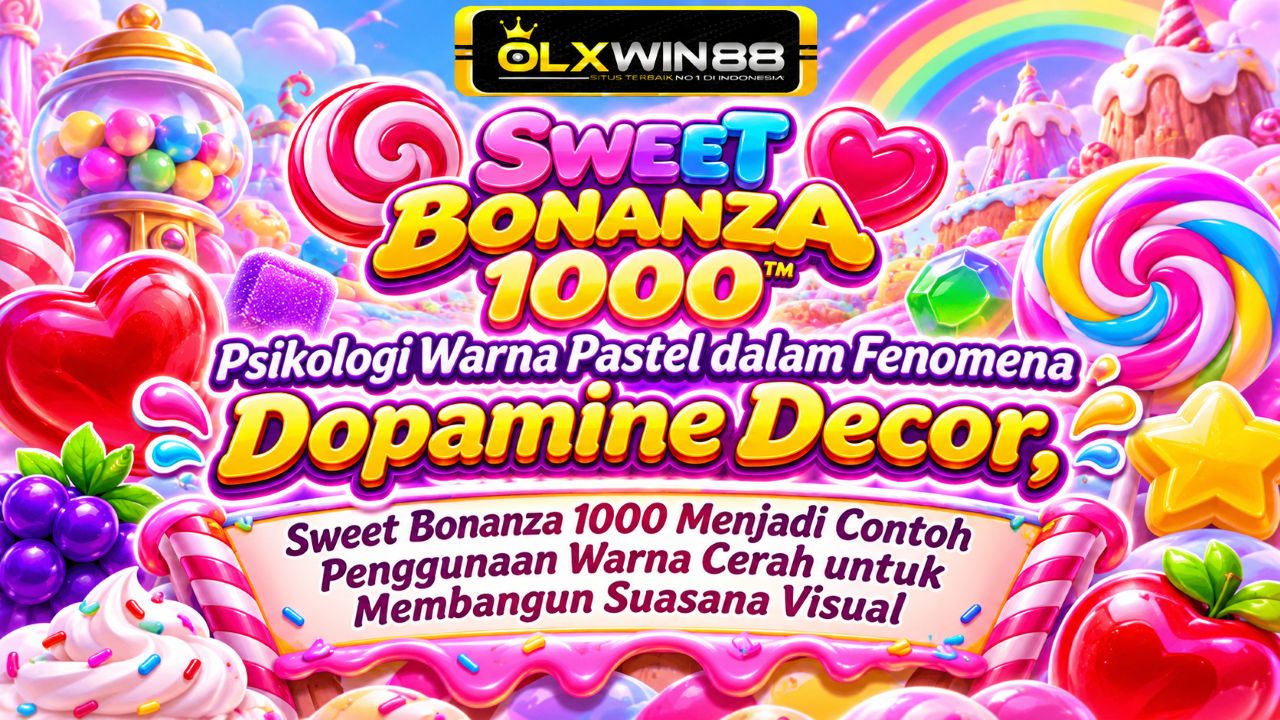 OLXWIN88
SITUS TERBAIK NO 1 DI INDONESIA
SWEET
BONANZA
1000™
Psikologi Warna Pastel dalam Fenomena
Dopamine Decor,
Sweet Bonanza 1000 Menjadi Contoh
Penggunaan Warna Cerah untuk
Membangun Suasana Visual